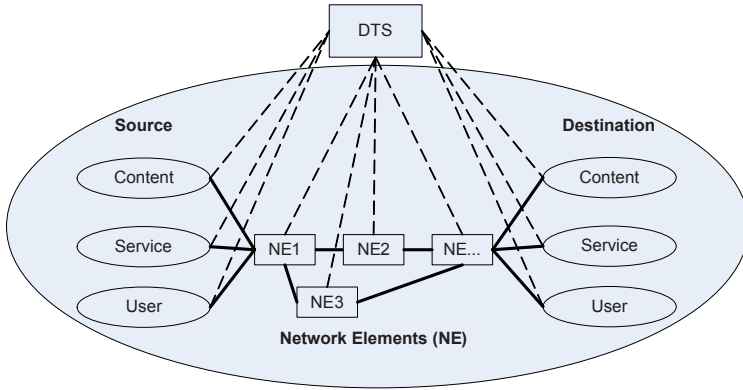 DTS
Source
Destination
Content
Content
Service
NE1
NE2
NE...
Service
User
NE3
User
Network Elements (NE)